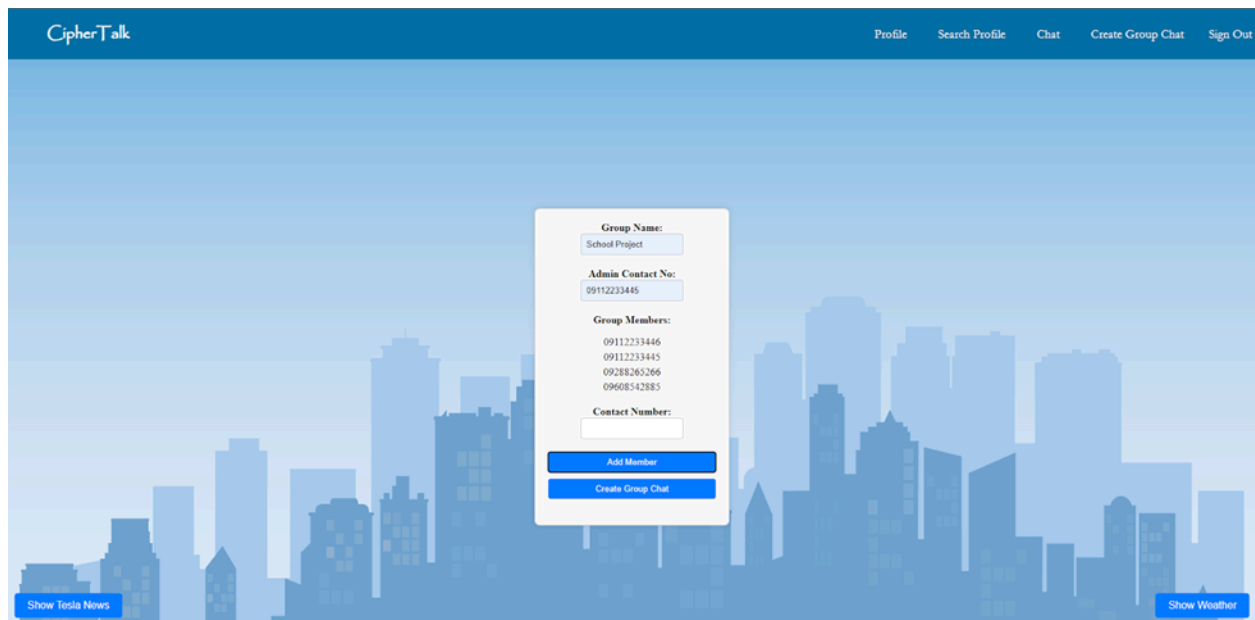 CipherTalk
Profile Search Profile Chat Create Group Chat Sign Out
Group Name:
School Project
Admin Contact No:
09112233445
Group Members:
09112233446
09112233445
09288265266
09608542885
Contact Number:
Add Member
Create Group Chat
Show Tesla News
Show Weather